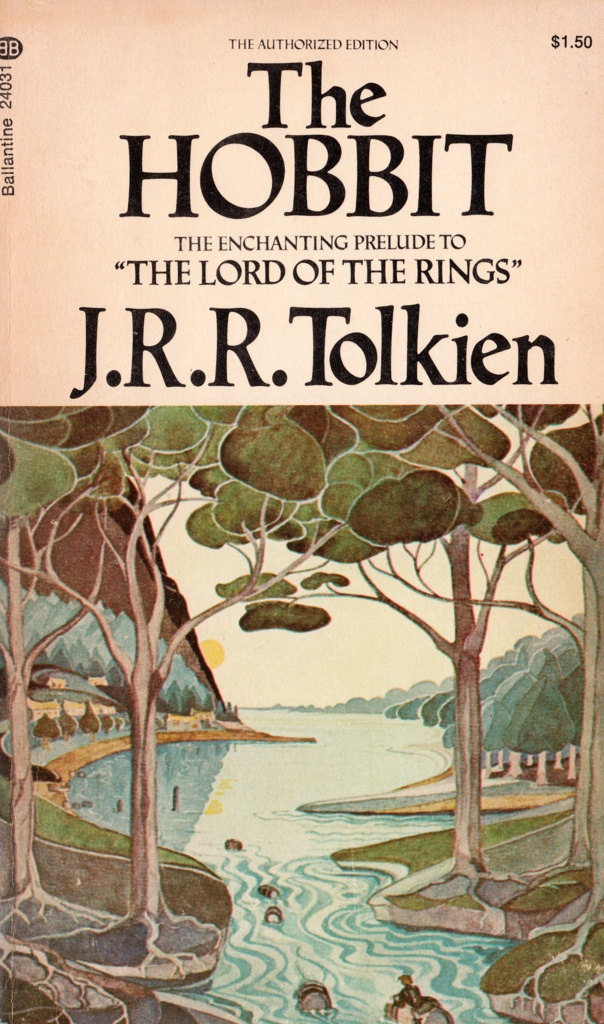 THE AUTHORIZED EDITION
$1.50
BB
Ballantine 24031
The
HOBBIT
THE ENCHANTING PRELUDE TO
“THE LORD OF THE RINGS”
J.R.R. Tolkien